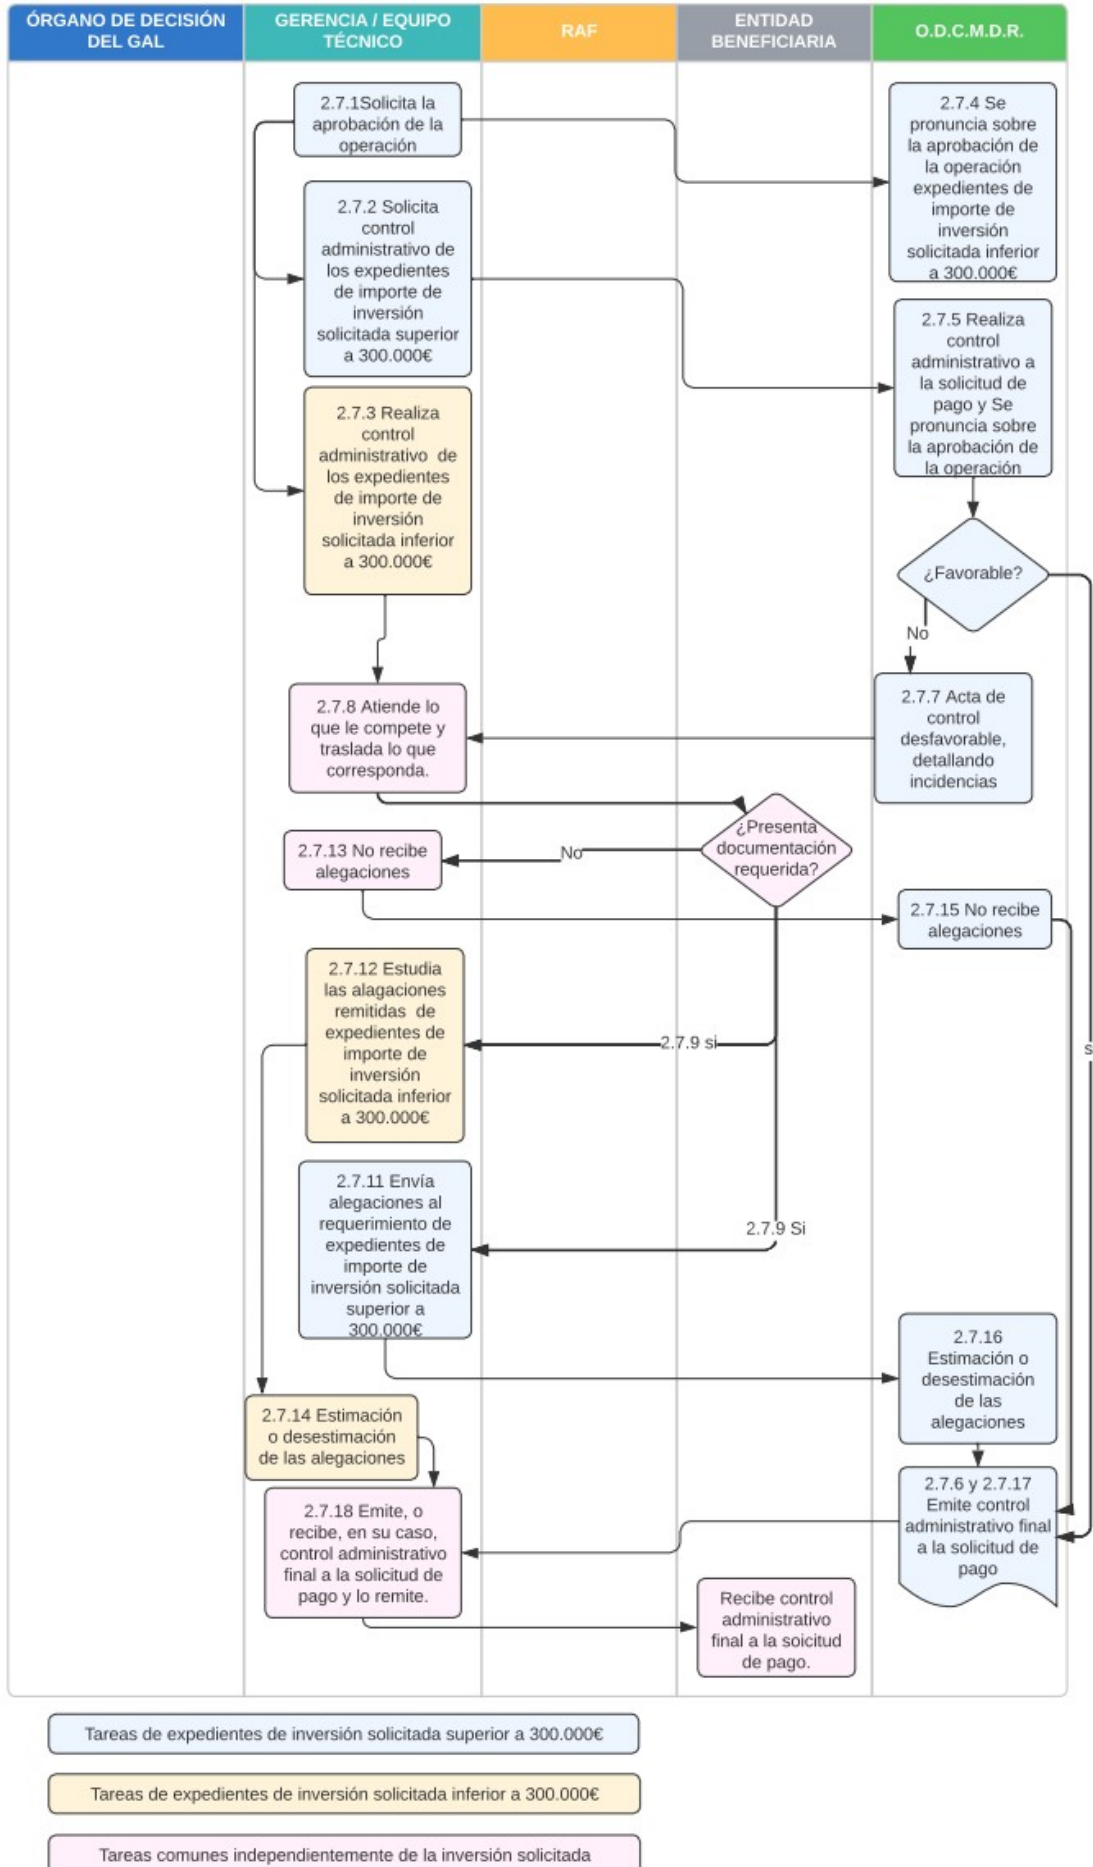 ÓRGANO DE DECISIÓN
DEL GAL
GERENCIA / EQUIPO
TÉCNICO
RAF
ENTIDAD
BENEFICIARIA
O.D.C.M.D.R.
2.7.1Solicita la
aprobación de la
operación
2.7.4 Se
pronuncia sobre
la aprobación de
la operación
expedientes de
importe de
inversión
solicitada inferior
a 300.000€
2.7.2 Solicita
control
administrativo de
los expedientes
de importe de
inversión
solicitada superior
a 300.000€
2.7.5 Realiza
control
administrativo a
la solicitud de
pago y Se
pronuncia sobre
la aprobación de
la operación
2.7.3 Realiza
control
administrativo de
los expedientes
de importe de
inversión
solicitada inferior
a 300.000€
¿Favorable?
No
2.7.7 Acta de
control
desfavorable,
detallando
incidencias
2.7.8 Atiende lo
que le compete y
traslada lo que
corresponda.
¿Presenta
documentación
requerida?
No
2.7.13 No recibe
alegaciones
2.7.15 No recibe
alegaciones
2.7.12 Estudia
las alagaciones
remitidas de
expedientes de
importe de
inversión
solicitada inferior
a 300.000€
2.7.9 si
s
2.7.11 Envía
alegaciones al
requerimiento de
expedientes de
importe de
inversión solicitada
superior a
300.000€
2.7.9 Si
2.7.16
Estimación o
desestimación
de las
alegaciones
2.7.14 Estimación
o desestimación
de las alegaciones
2.7.6 y 2.7.17
Emite control
administrativo final
a la solicitud de
pago
2.7.18 Emite, o
recibe, en su caso,
control administrativo
final a la solicitud de
pago y lo remite.
Recibe control
administrativo
final a la soicitud
de pago.
Tareas de expedientes de inversión solicitada superior a 300.000€
Tareas de expedientes de inversión solicitada inferior a 300.000€
Tareas comunes independientemente de la inversión solicitada